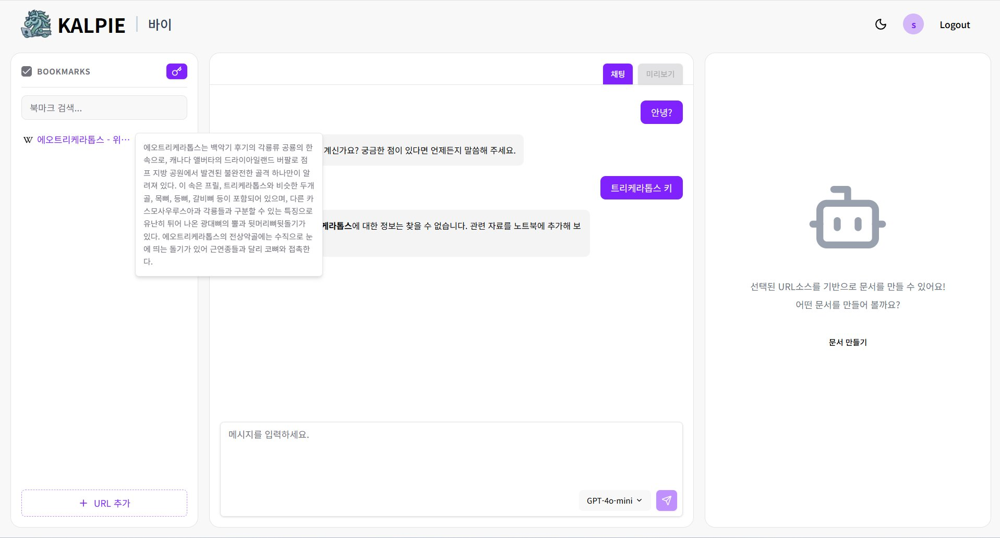 KALPIE
바이
s
Logout
BOOKMARKS
북마크 검색...
W 에오트리케라톱스 - 위…
에오트리케라톱스는 백악기 후기의 각룡류 공룡의 한
속으로, 캐나다 앨버타의 드라이아일랜드 버팔로 점
프 지방 공원에서 발견된 불완전한 골격 하나만이 알
려져 있다. 이 속은 프릴, 트리케라톱스와 비슷한 두개
골, 목뼈, 등뼈, 갈비뼈 등이 포함되어 있으며, 다른 카
스모사우루스아과 각룡들과 구분할 수 있는 특징으로
유난히 튀어 나온 광대뼈의 뿔과 뒷머리뼈뒷돌기가
있다. 에오트리케라톱스의 전상악골에는 수직으로 눈
에 띄는 돌기가 있어 근연종들과 달리 코뼈와 접촉한
다.
URL 추가
채팅
미리보기
안녕?
계신가요? 궁금한 점이 있다면 언제든지 말씀해 주세요.
트리케라톱스 키
케라톱스에 대한 정보는 찾을 수 없습니다. 관련 자료를 노트북에 추가해 보
메시지를 입력하세요.
GPT-4o-mini
선택된 URL소스를 기반으로 문서를 만들 수 있어요!
어떤 문서를 만들어 볼까요?
문서 만들기